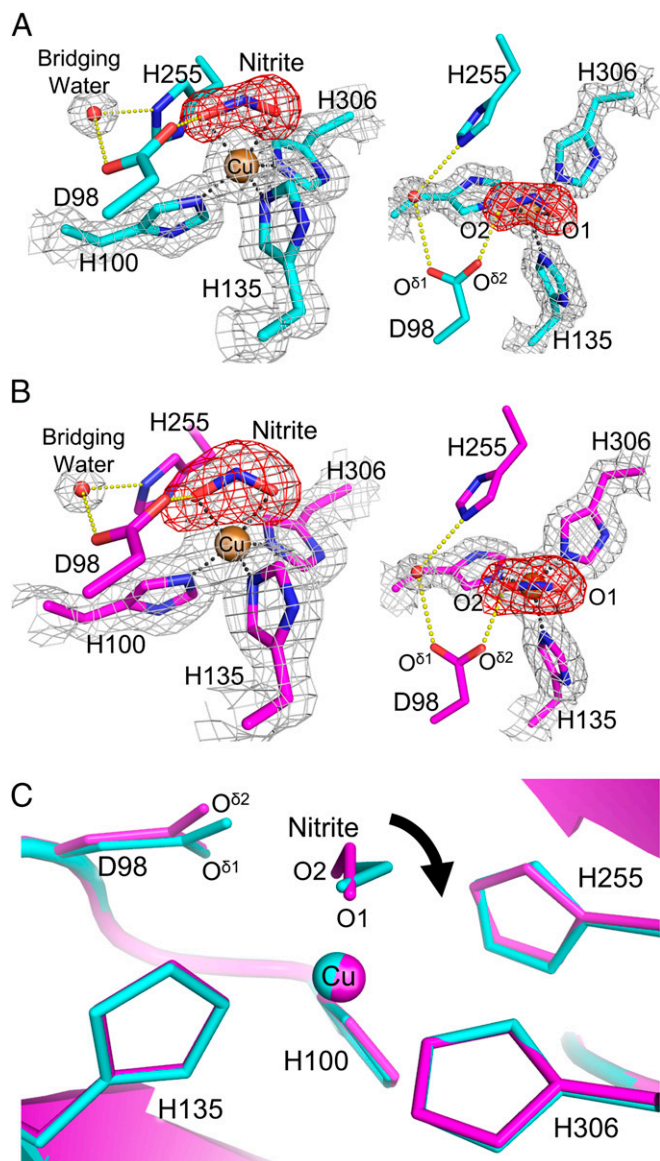 A
Bridging
Water
H255
Nitrite
H306
Cu
D98
H100
H135
H255
H306
O2
O1
Oδ1
Oδ2
D98
H135
B
Bridging
Water
H255
Nitrite
H306
Cu
D98
H100
H135
H306
H255
O2
O1
Oδ1
Oδ2
D98
H135
C
Oδ2
Nitrite
D98
Oδ1
O2
H255
O1
Cu
H100
H135
H306